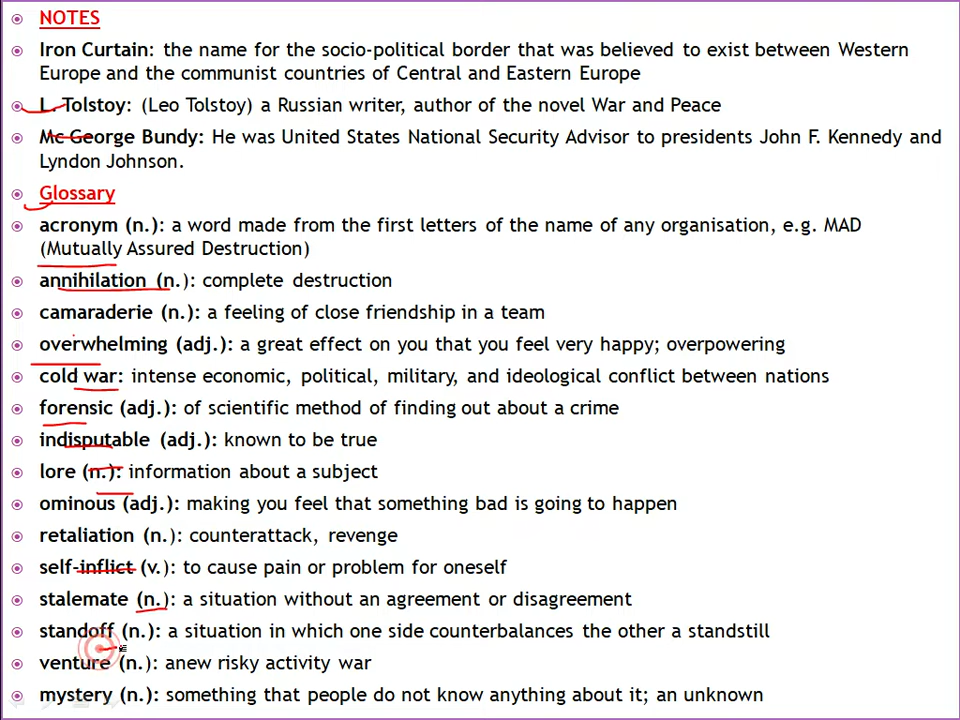 NOTES
Iron Curtain: the name for the socio-political border that was believed to exist between Western
Europe and the communist countries of Central and Eastern Europe
L. Tolstoy: (Leo Tolstoy) a Russian writer, author of the novel War and Peace
Mc George Bundy: He was United States National Security Advisor to presidents John F. Kennedy and
Lyndon Johnson.
Glossary
acronym (n.): a word made from the first letters of the name of any organisation, e.g. MAD
(Mutually Assured Destruction)
annihilation (n.): complete destruction
camaraderie (n.): a feeling of close friendship in a team
overwhelming (adj.): a great effect on you that you feel very happy; overpowering
cold war: intense economic, political, military, and ideological conflict between nations
forensic (adj.): of scientific method of finding out about a crime
indisputable (adj.): known to be true
lore (n.): information about a subject
ominous (adj.): making you feel that something bad is going to happen
retaliation (n.): counterattack, revenge
self-inflict (v.): to cause pain or problem for oneself
stalemate (n.): a situation without an agreement or disagreement
standoff (n.): a situation in which one side counterbalances the other a standstill
venture (n.): anew risky activity war
mystery (n.): something that people do not know anything about it; an unknown